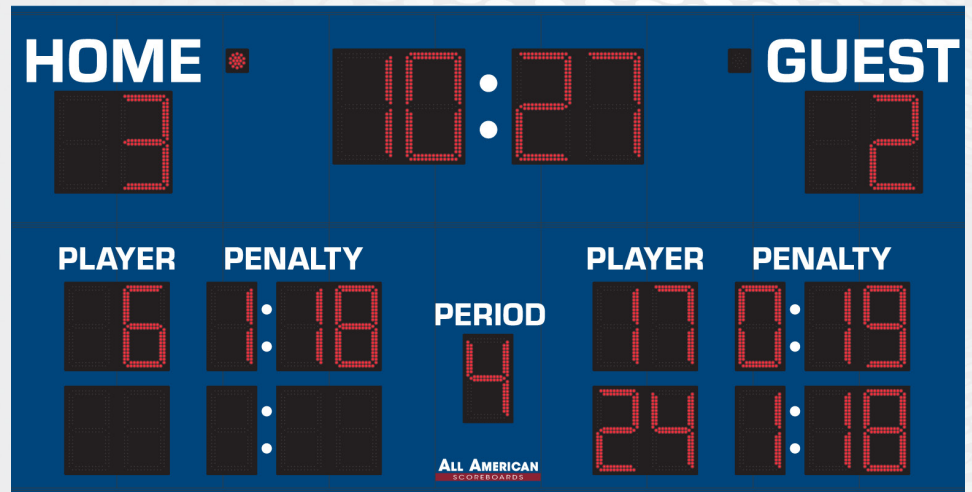 HOME 10:27 GUEST
3 2
PLAYER PENALTY PLAYER PENALTY
6 1:18 17 0:19
PERIOD
4
24 1:18
ALL AMERICAN
SCOREBOARDS